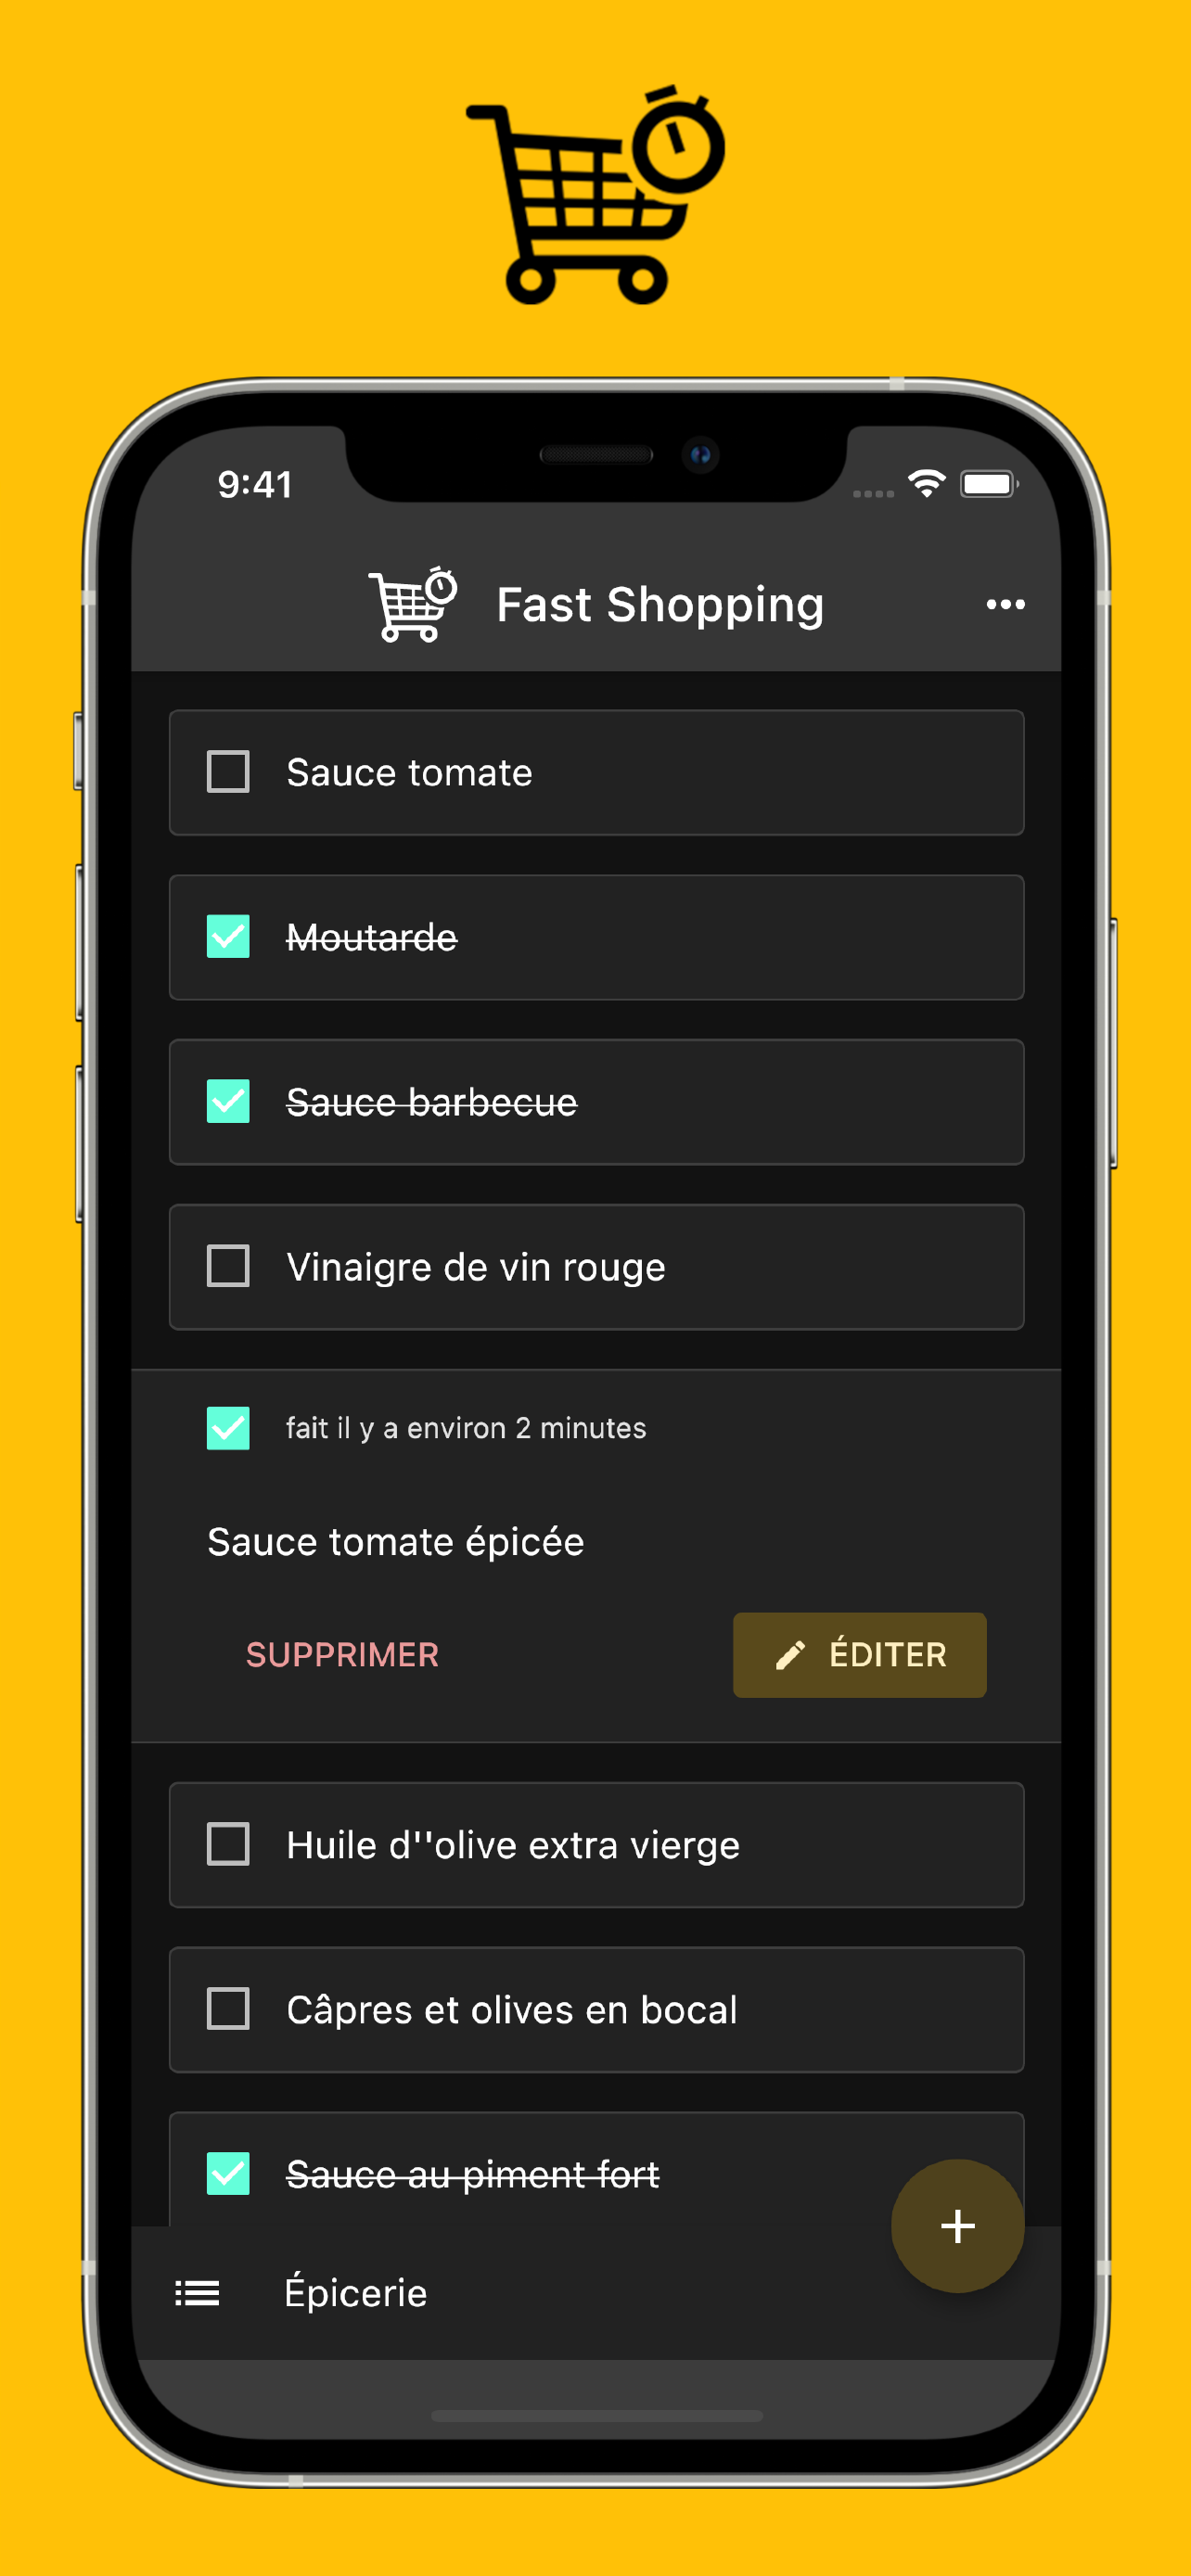 9:41
Fast Shopping
Sauce tomate
Moutarde
Sauce barbecue
Vinaigre de vin rouge
fait il y a environ 2 minutes
Sauce tomate épicée
SUPPRIMER
ÉDITER
Huile d''olive extra vierge
Câpres et olives en bocal
Sauce au piment fort
Épicerie